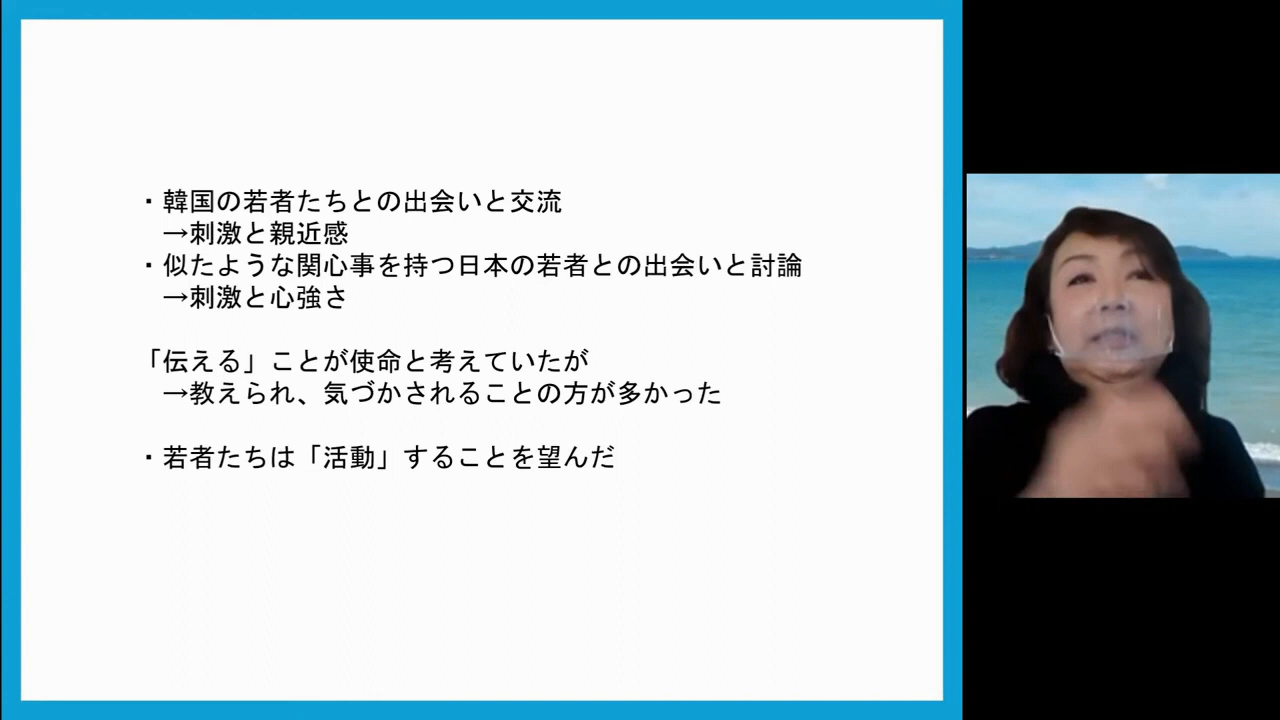 ・韓国の若者たちとの出会いと交流
→刺激と親近感
・似たような関心事を持つ日本の若者との出会いと討論
→刺激と心強さ
「伝える」ことが使命と考えていたが
→教えられ、気づかされることの方が多かった
・若者たちは「活動」することを望んだ